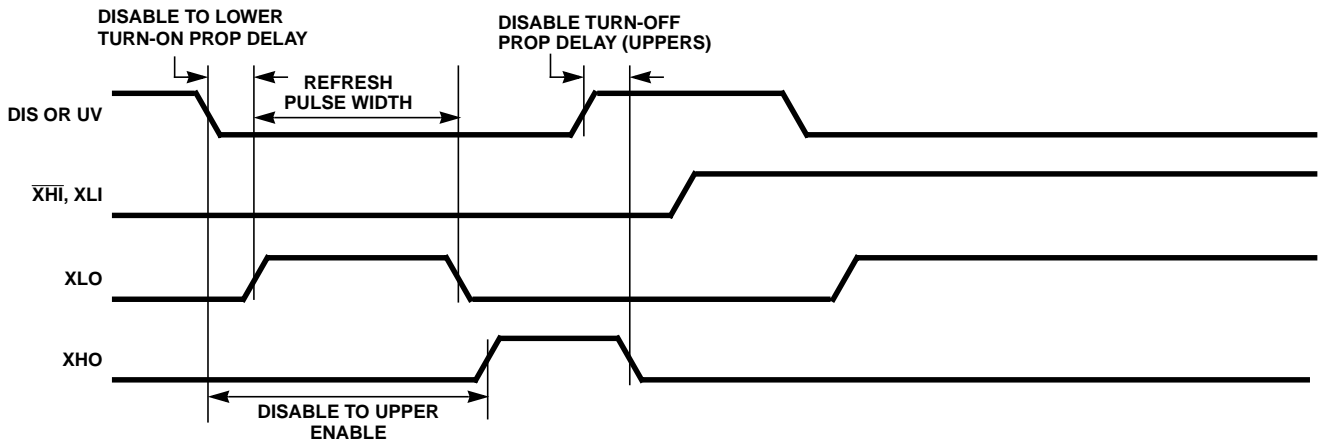 DISABLE TO LOWER
TURN-ON PROP DELAY
DISABLE TURN-OFF
PROP DELAY (UPPERS)
REFRESH
PULSE WIDTH
DIS OR UV
X̅H̅I̅, XLI
XLO
XHO
DISABLE TO UPPER
ENABLE